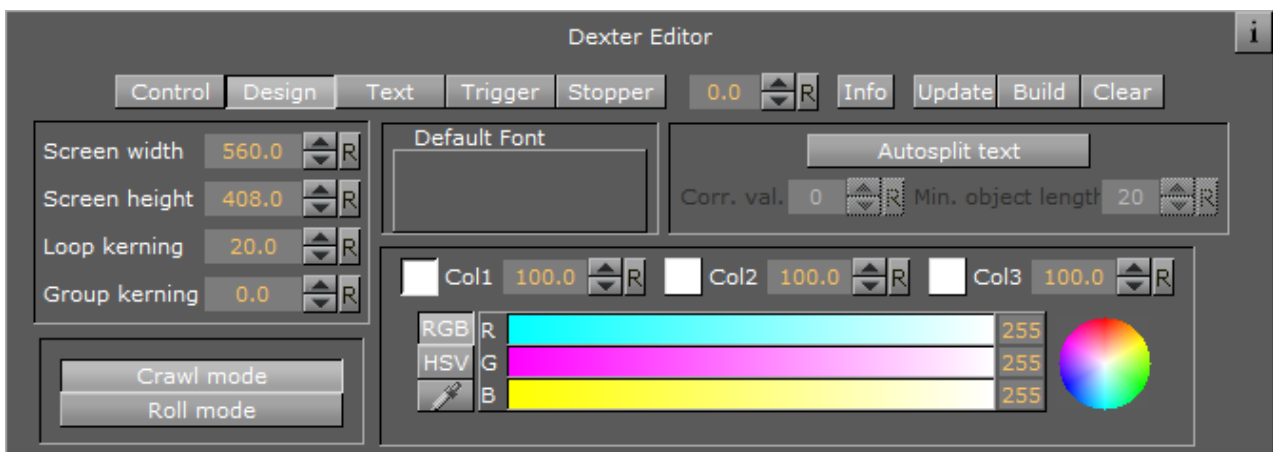 Dexter Editor
i
Control Design Text Trigger Stopper 0.0 R Info Update Build Clear
Screen width 560.0 R
Screen height 408.0 R
Loop kerning 20.0 R
Group kerning 0.0 R
Default Font
Autosplit text
Corr. val. 0 R Min. object length 20 R
Col1 100.0 R Col2 100.0 R Col3 100.0 R
RGB R 255
HSV G 255
B 255
Crawl mode
Roll mode